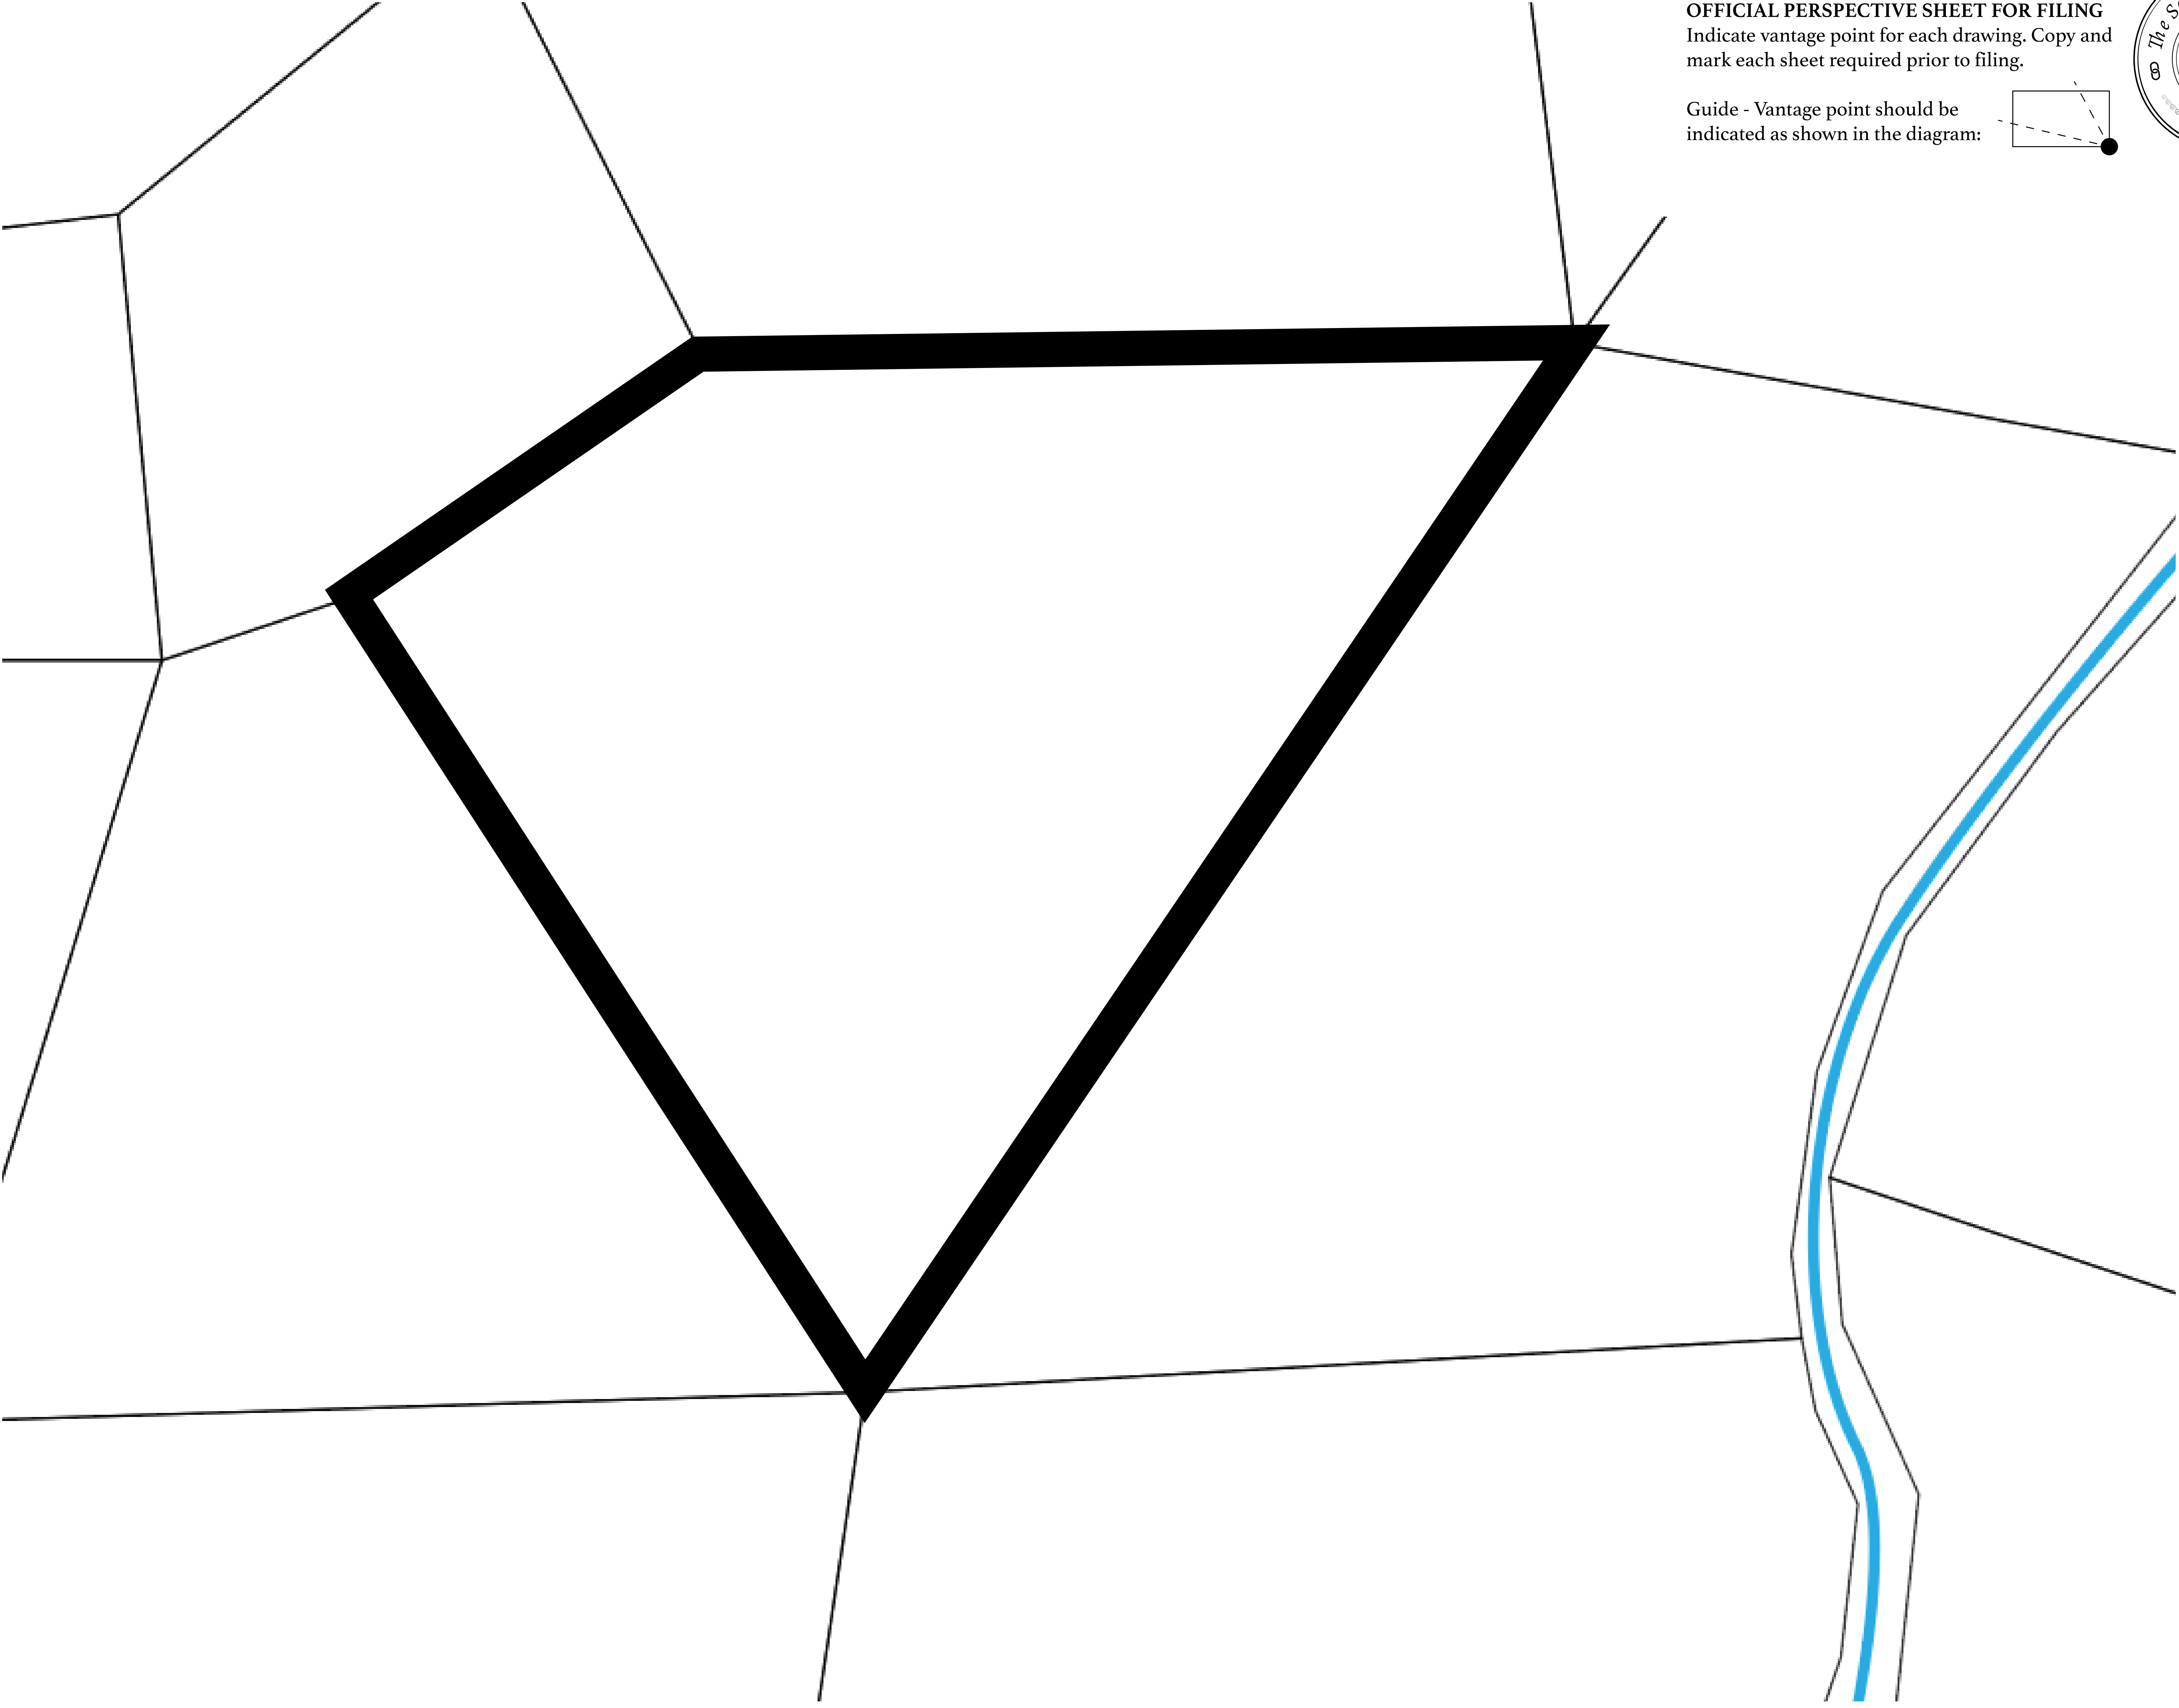 OFFICIAL PERSPECTIVE SHEET FOR FILING
Indicate vantage point for each drawing. Copy and
mark each sheet required prior to filing.
Guide - Vantage point should be
indicated as shown in the diagram:
The